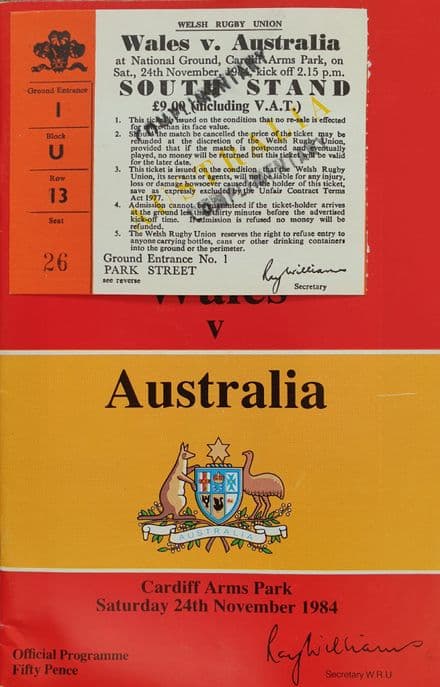 WELSH RUGBY UNION
Wales v. Australia
at National Ground, Cardiff Arms Park, on
Sat., 24th November, 1984, kick off 2.15 p.m.
SOUTH STAND
£9.00 (including V.A.T.)
1. This ticket is issued on the condition that no re-sale is effected
for more than its face value.
2. Should the match be cancelled the price of the ticket may be
refunded at the discretion of the Welsh Rugby Union,
provided that if the match is postponed and eventually
played, no money will be refunded but this ticket will be valid
for the later date.
3. This ticket is issued on the condition that the Welsh Rugby
Union, its servants or agents, will not be liable for any injury,
loss or damage howsoever caused to the holder of this ticket,
save as expressly excluded by the Unfair Contract Terms
Act 1977.
4. Admission cannot be guaranteed if the ticket-holder arrives
at the ground less than thirty minutes before the advertised
kick-off time. If admission is refused no money will be
refunded.
5. The Welsh Rugby Union reserves the right to refuse entry to
anyone carrying bottles, cans or other drinking containers
into the ground or the perimeter.
Ground Entrance No. 1
PARK STREET
see reverse
Ray Williams
Secretary
COMPLIMENTARY
AUSTRALIA
COMPLIMENTARY
Ground Entrance
1
Block
U
Row
13
Seat
26
Wales
v
Australia
AUSTRALIA
Cardiff Arms Park
Saturday 24th November 1984
Official Programme
Fifty Pence
Ray Williams
Secretary W.R.U